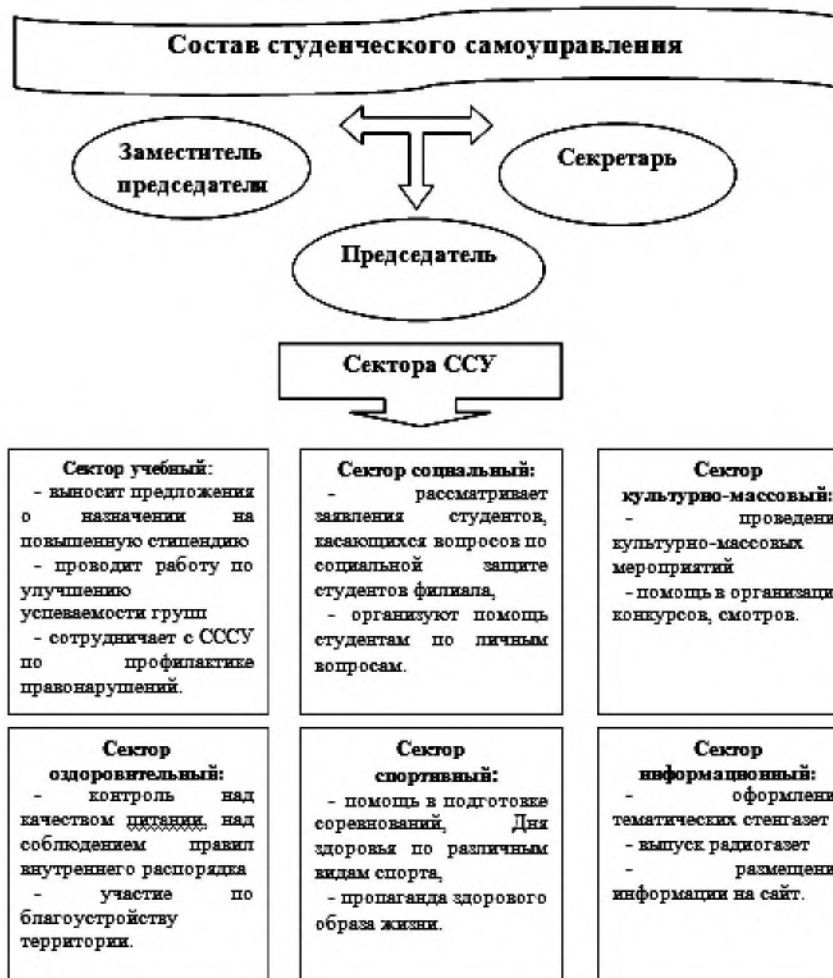 Состав студенческого самоуправления
Заместитель
председателя
Секретарь
Председатель
Сектора ССУ
Сектор учебный:
- выносит предложения
о назначении на
повышенную стипендию
- проводит работу по
улучшению
успеваемости групп
- сотрудничает с СССУ
по профилактике
правонарушений.
Сектор социальный:
- рассматривает
заявления студентов,
касающихся вопросов по
социальной защите
студентов филиала,
- организуют помощь
студентам по личным
вопросам.
Сектор
культурно-массовый:
- проведени
культурно-массовых
мероприятий
- помощь в организаци
конкурсов, смотров.
Сектор
оздоровительный:
- контроль над
качеством питании, над
соблюдением правил
внутреннего распорядка
- участие по
благоустройству
территории.
Сектор
спортивный:
- помощь в подготовке
соревнований, Дня
здоровья по различным
видам спорта,
- пропаганда здорового
образа жизни.
Сектор
информационный:
- оформлени
тематических стенгазет
- выпуск радиогазет
- размещени
информации на сайт.